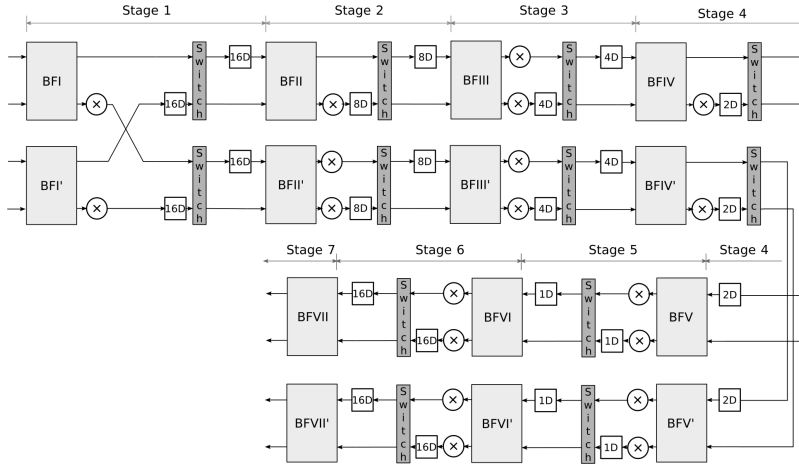 Stage 1 Stage 2 Stage 3 Stage 4
BFI Switch 16D BFII 8D Switch BFIII 4D Switch BFIV Switch
16D 8D 4D 2D
BFI' Switch 16D BFII' 8D Switch BFIII' 4D Switch BFIV' Switch
16D 8D 4D 2D
Stage 7 Stage 6 Stage 5 Stage 4
BFVII 16D Switch BFVI 1D Switch BFV 2D
16D 1D
BFVII' 16D Switch BFVI' 1D Switch BFV' 2D
16D 1D